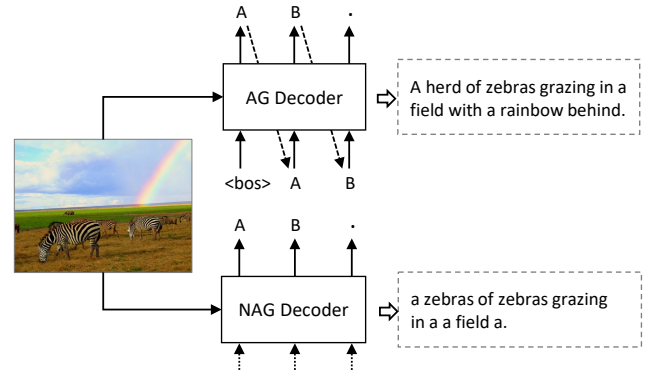 A B .
AG Decoder
A herd of zebras grazing in a
field with a rainbow behind.
<bos> A B
A B .
NAG Decoder
a zebras of zebras grazing
in a a field a.